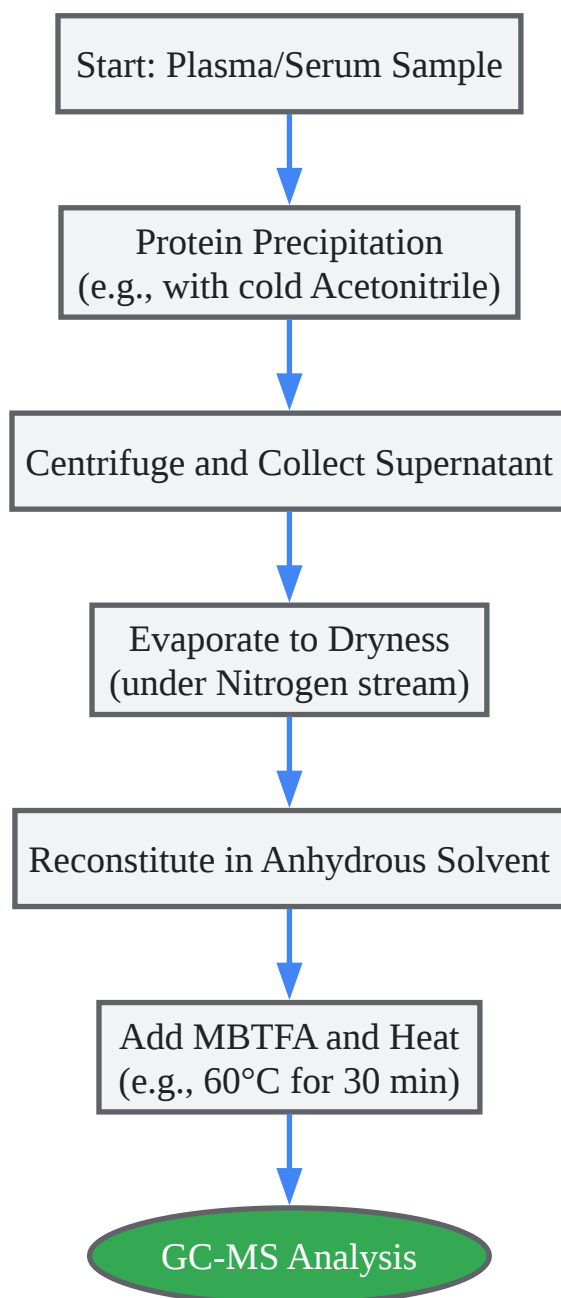 Start: Plasma/Serum Sample
Protein Precipitation
(e.g., with cold Acetonitrile)
Centrifuge and Collect Supernatant
Evaporate to Dryness
(under Nitrogen stream)
Reconstitute in Anhydrous Solvent
Add MBTFA and Heat
(e.g., 60°C for 30 min)
GC-MS Analysis